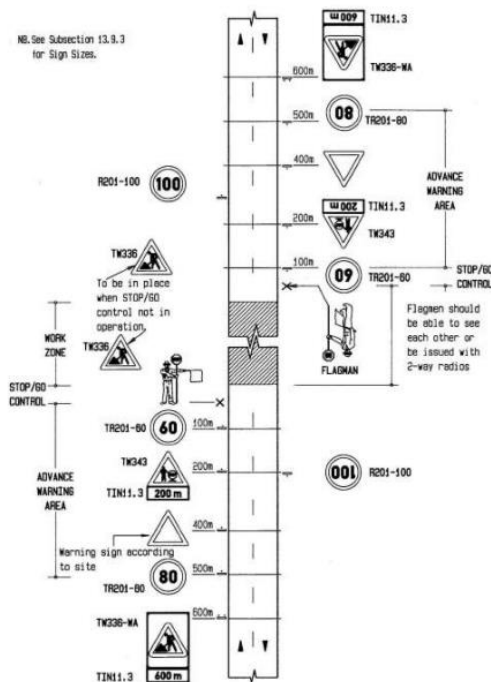 NB.See Subsection 13.9.3
for Sign Sizes.
600 m
TIN11.3
TW336-WA
600m
80
TR201-80
500m
400m
R201-100
100
200 m
TIN11.3
TW343
200m
ADVANCE
WARNING
AREA
TW336
60
TR201-60
100m
STOP/GO
CONTROL
To be in place
when STOP/GO
control not in
operation.
TW336
WORK
ZONE
FLAGMAN
Flagmen should
be able to see
each other or
be issued with
2-way radios
STOP/GO
CONTROL
60
TR201-60
100m
TW343
TIN11.3
200 m
200m
100
R201-100
ADVANCE
WARNING
AREA
400m
Warning sign according
to site
80
500m
TR201-80
TW336-WA
600m
TIN11.3
600 m